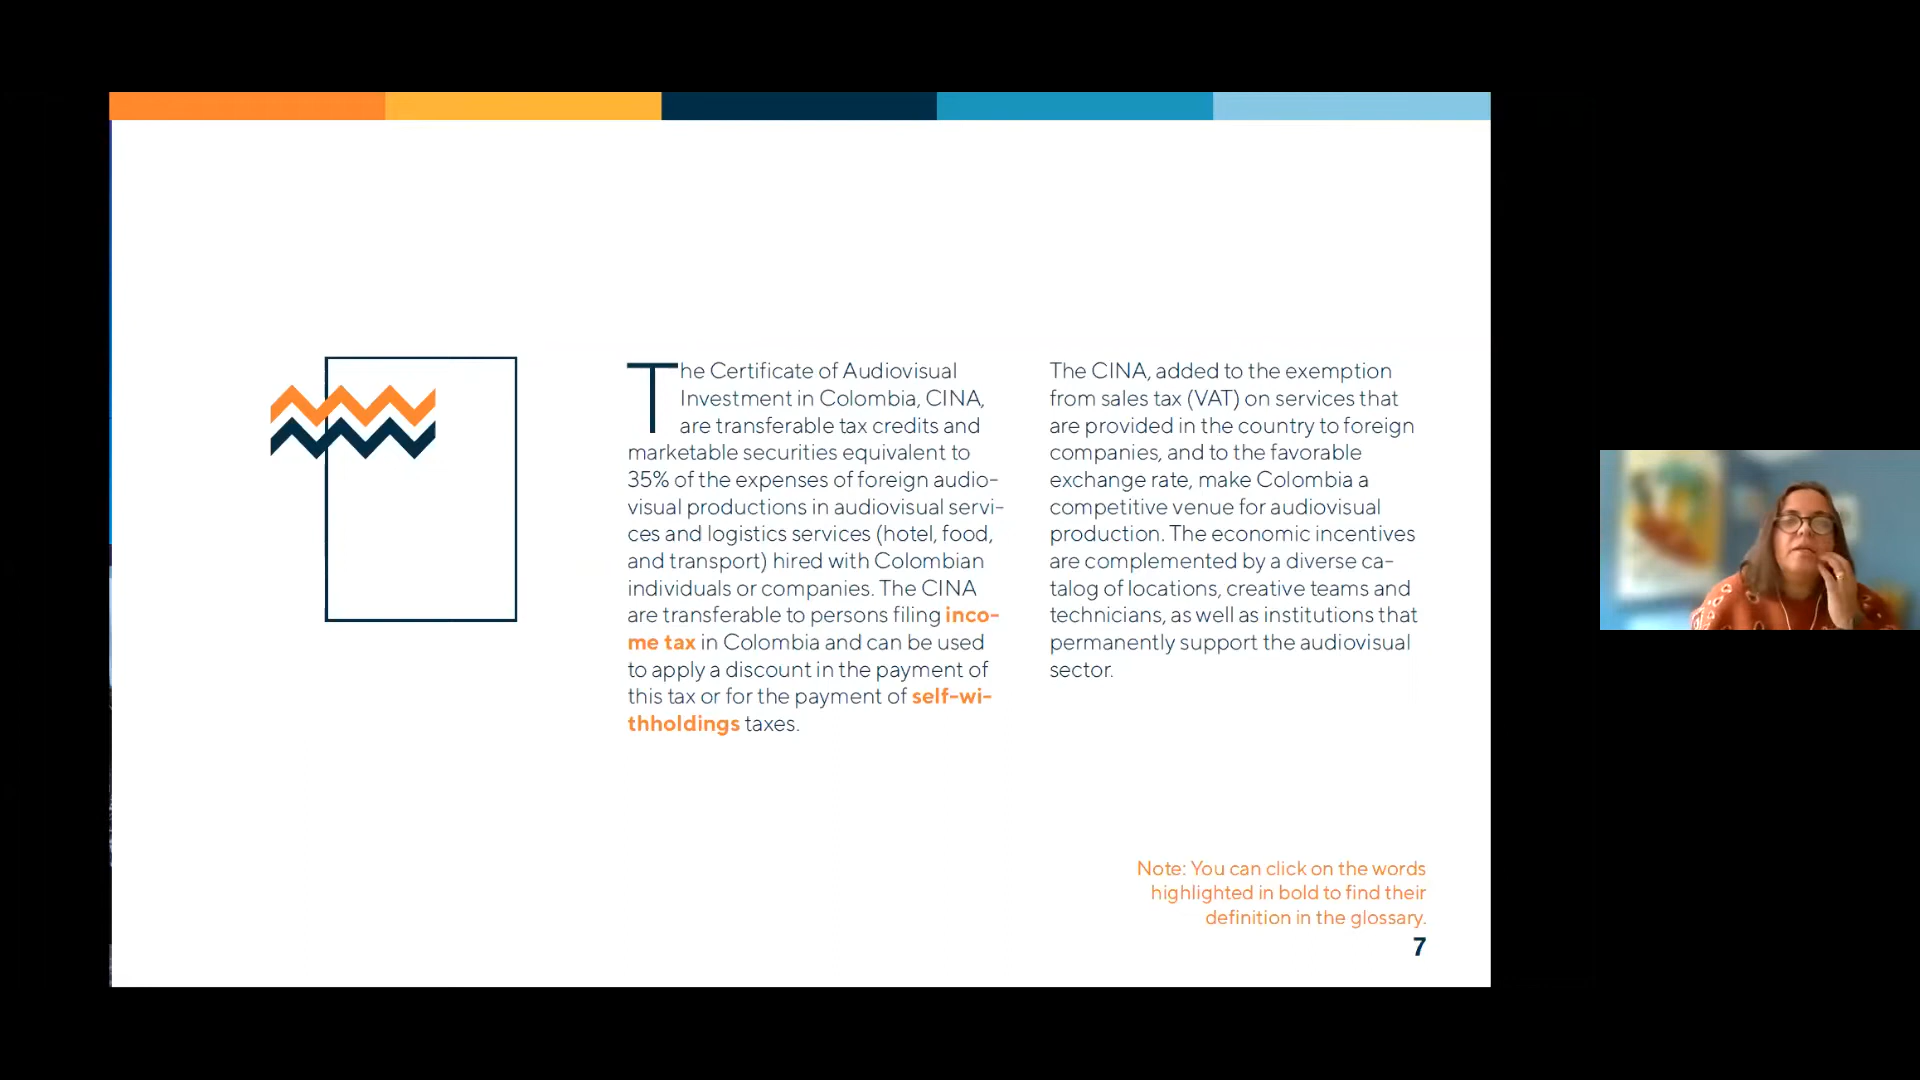 The Certificate of Audiovisual
Investment in Colombia, CINA,
are transferable tax credits and
marketable securities equivalent to
35% of the expenses of foreign audio-
visual productions in audiovisual servi-
ces and logistics services (hotel, food,
and transport) hired with Colombian
individuals or companies. The CINA
are transferable to persons filing inco-
me tax in Colombia and can be used
to apply a discount in the payment of
this tax or for the payment of self-wi-
thholdings taxes.
The CINA, added to the exemption
from sales tax (VAT) on services that
are provided in the country to foreign
companies, and to the favorable
exchange rate, make Colombia a
competitive venue for audiovisual
production. The economic incentives
are complemented by a diverse ca-
talog of locations, creative teams and
technicians, as well as institutions that
permanently support the audiovisual
sector.
Note: You can click on the words
highlighted in bold to find their
definition in the glossary.
7